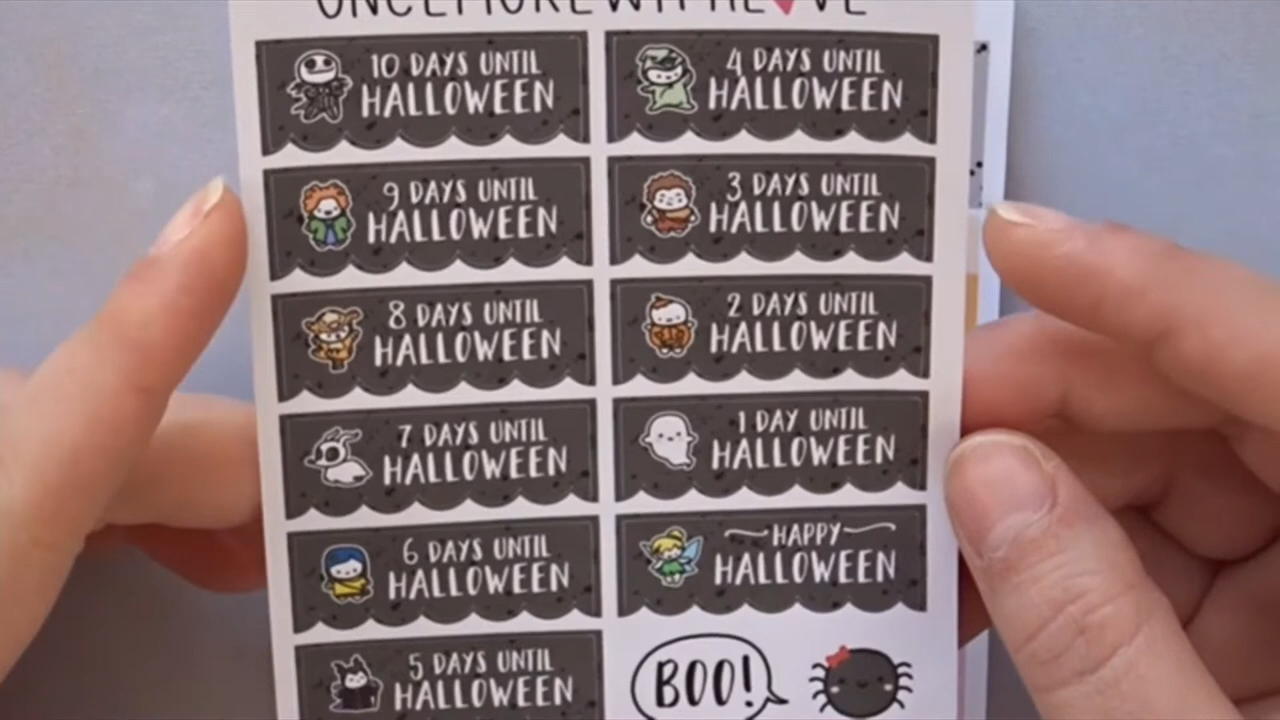 ONCEMOREWITHLOVE
10 DAYS UNTIL
HALLOWEEN
9 DAYS UNTIL
HALLOWEEN
8 DAYS UNTIL
HALLOWEEN
7 DAYS UNTIL
HALLOWEEN
6 DAYS UNTIL
HALLOWEEN
5 DAYS UNTIL
HALLOWEEN
4 DAYS UNTIL
HALLOWEEN
3 DAYS UNTIL
HALLOWEEN
2 DAYS UNTIL
HALLOWEEN
1 DAY UNTIL
HALLOWEEN
HAPPY
HALLOWEEN
BOO!